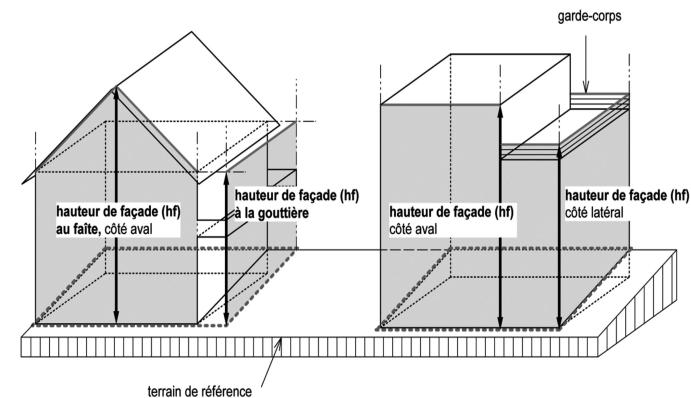 garde-corps
hauteur de façade (hf)
au faîte, côté aval
hauteur de façade (hf)
à la gouttière
hauteur de façade (hf)
côté aval
hauteur de façade (hf)
côté latéral
terrain de référence